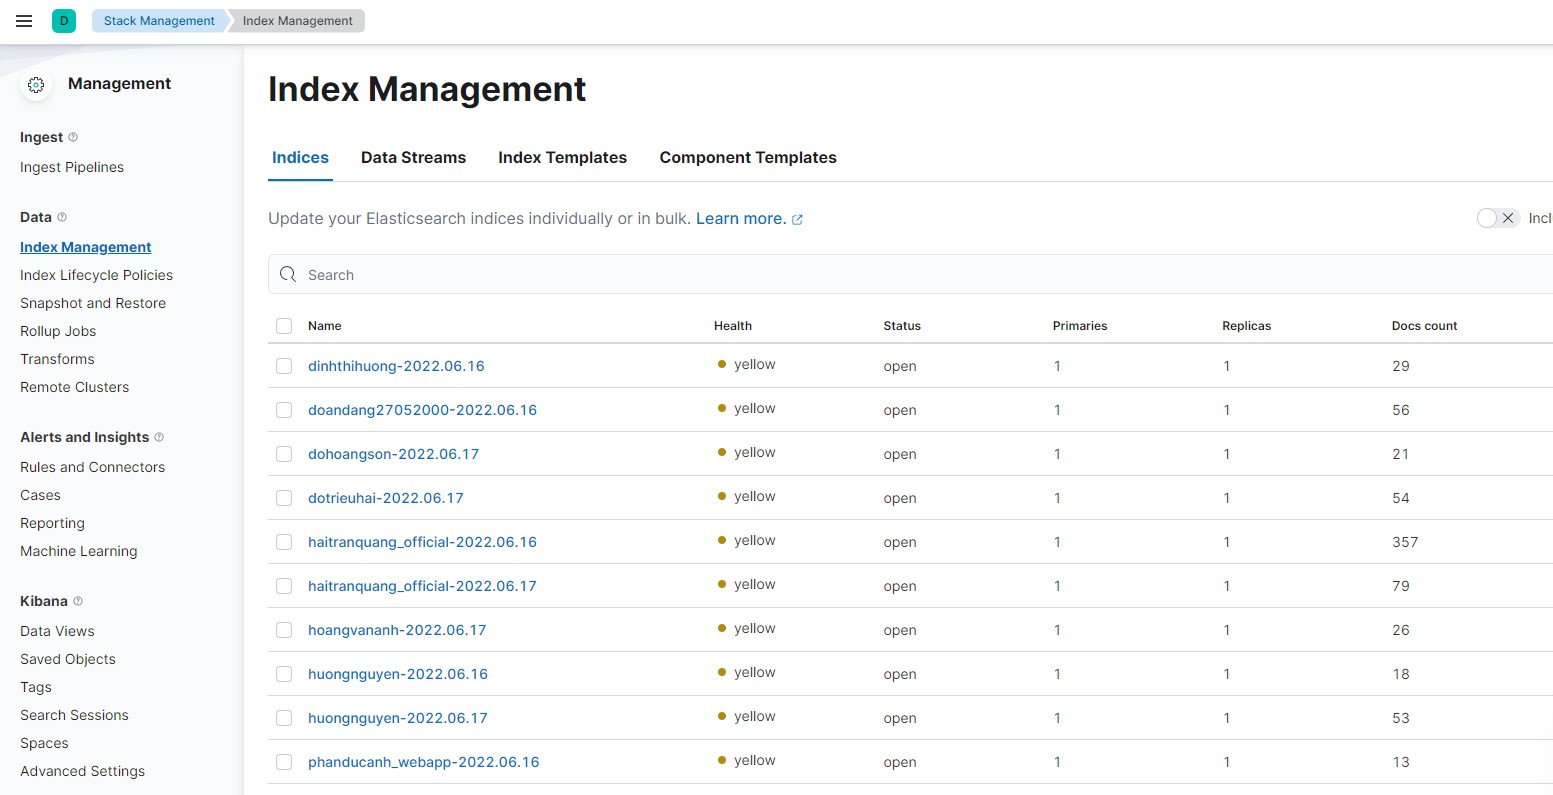 D Stack Management Index Management
Management
Ingest
Ingest Pipelines
Data
Index Management
Index Lifecycle Policies
Snapshot and Restore
Rollup Jobs
Transforms
Remote Clusters
Alerts and Insights
Rules and Connectors
Cases
Reporting
Machine Learning
Kibana
Data Views
Saved Objects
Tags
Search Sessions
Spaces
Advanced Settings
Index Management
Indices Data Streams Index Templates Component Templates
Update your Elasticsearch indices individually or in bulk. Learn more.
Incl
Search
Name Health Status Primaries Replicas Docs count
dinhthihuong-2022.06.16 yellow open 1 1 29
doandang27052000-2022.06.16 yellow open 1 1 56
dohoangson-2022.06.17 yellow open 1 1 21
dotrieuhai-2022.06.17 yellow open 1 1 54
haitranquang_official-2022.06.16 yellow open 1 1 357
haitranquang_official-2022.06.17 yellow open 1 1 79
hoangvananh-2022.06.17 yellow open 1 1 26
huongnguyen-2022.06.16 yellow open 1 1 18
huongnguyen-2022.06.17 yellow open 1 1 53
phanducanh_webapp-2022.06.16 yellow open 1 1 13